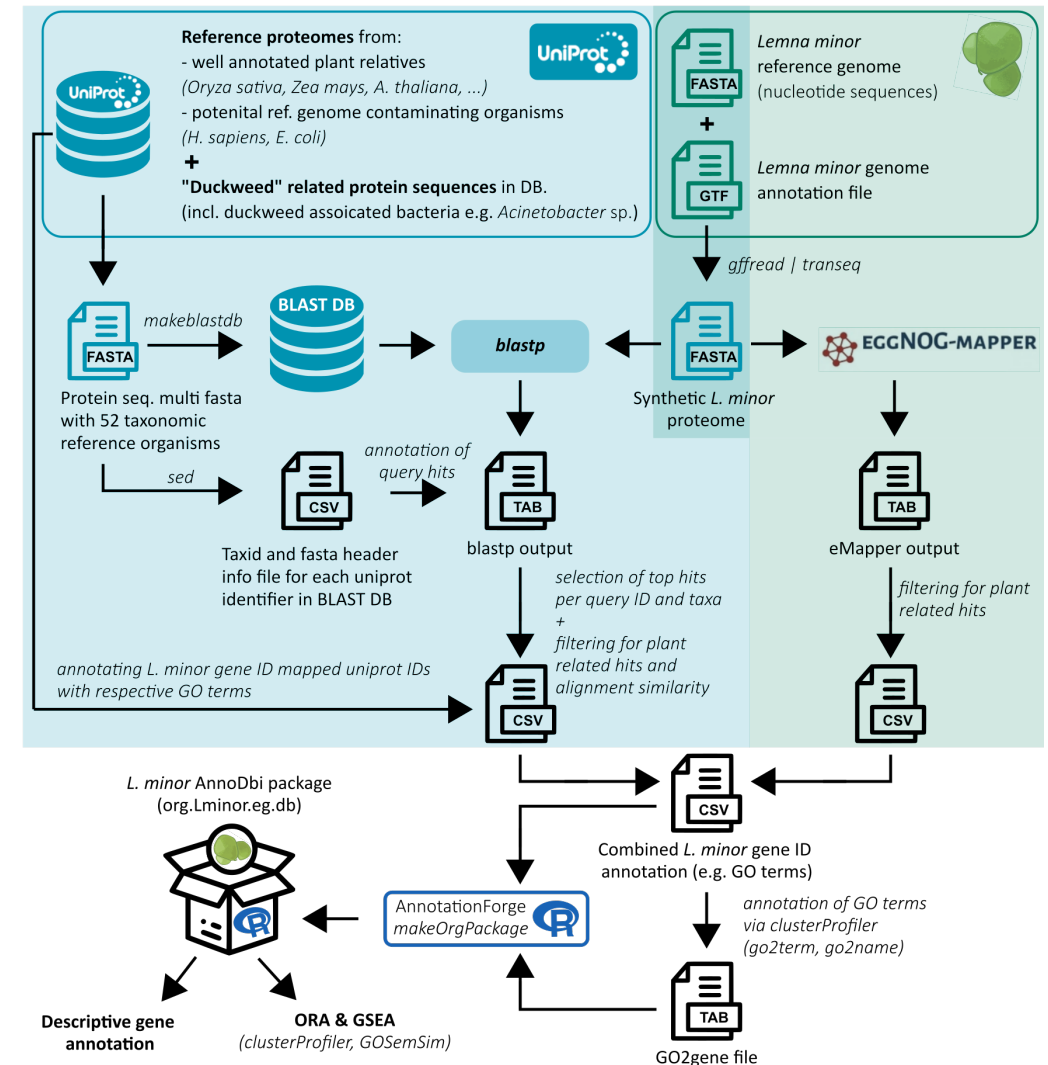 Reference proteomes from:
- well annotated plant relatives
(Oryza sativa, Zea mays, A. thaliana, ...)
- potenital ref. genome contaminating organisms
(H. sapiens, E. coli)
+
"Duckweed" related protein sequences in DB.
(incl. duckweed assoicated bacteria e.g. Acinetobacter sp.)
UniProt
UniProt
FASTA
Lemna minor
reference genome
(nucleotide sequences)
+
GTF
Lemna minor genome
annotation file
gffread | transeq
FASTA
makeblastdb
BLAST DB
blastp
FASTA
eggNOG-MAPPER
Protein seq. multi fasta
with 52 taxonomic
reference organisms
Synthetic L. minor
proteome
sed
CSV
annotation of
query hits
TAB
TAB
Taxid and fasta header
info file for each uniprot
identifier in BLAST DB
blastp output
eMapper output
selection of top hits
per query ID and taxa
+
filtering for plant
related hits and
alignment similarity
filtering for plant
related hits
annotating L. minor gene ID mapped uniprot IDs
with respective GO terms
CSV
CSV
L. minor AnnoDbi package
(org.Lminor.eg.db)
CSV
Combined L. minor gene ID
annotation (e.g. GO terms)
R
AnnotationForge
makeOrgPackage
R
annotation of GO terms
via clusterProfiler
(go2term, go2name)
TAB
GO2gene file
Descriptive gene
annotation
ORA & GSEA
(clusterProfiler, GOSemSim)